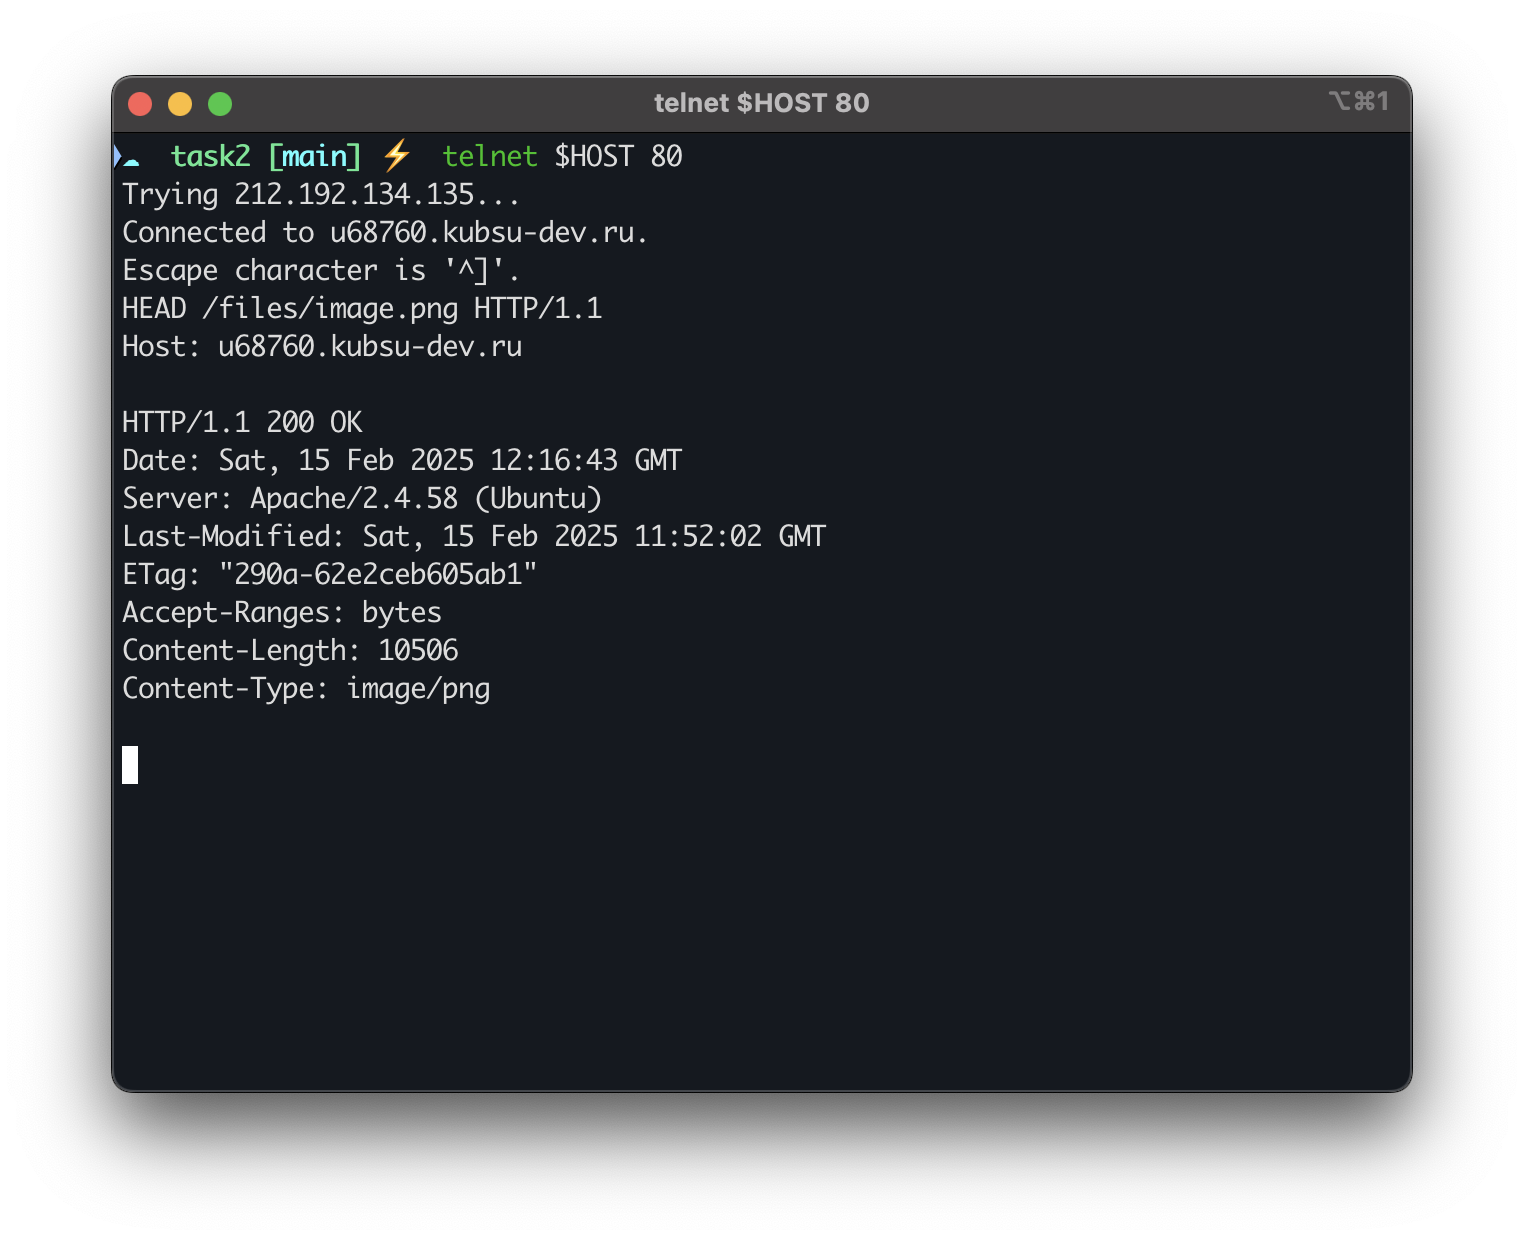 telnet $HOST 80
⌥⌘1
task2 [main] ⚡ telnet $HOST 80
Trying 212.192.134.135...
Connected to u68760.kubsu-dev.ru.
Escape character is '^]'.
HEAD /files/image.png HTTP/1.1
Host: u68760.kubsu-dev.ru
HTTP/1.1 200 OK
Date: Sat, 15 Feb 2025 12:16:43 GMT
Server: Apache/2.4.58 (Ubuntu)
Last-Modified: Sat, 15 Feb 2025 11:52:02 GMT
ETag: "290a-62e2ceb605ab1"
Accept-Ranges: bytes
Content-Length: 10506
Content-Type: image/png